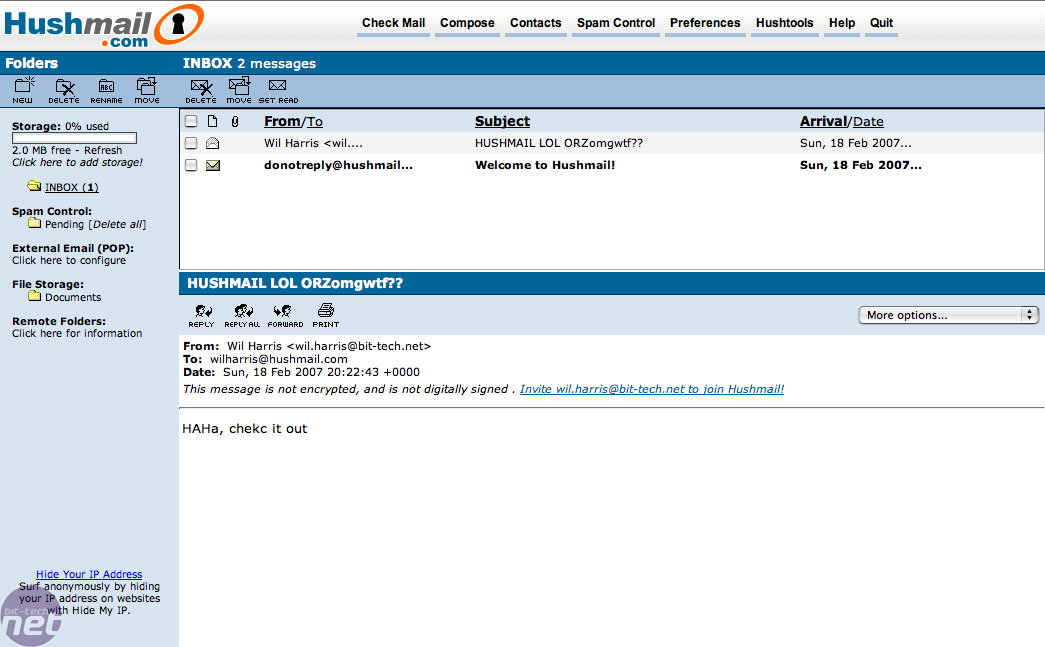 Hushmail
.com
Check Mail Compose Contacts Spam Control Preferences Hushtools Help Quit
Folders
NEW DELETE RENAME MOVE
Storage: 0% used
2.0 MB free - Refresh
Click here to add storage!
INBOX (1)
Spam Control:
Pending [Delete all]
External Email (POP):
Click here to configure
File Storage:
Documents
Remote Folders:
Click here for information
Hide Your IP Address
Surf anonymously by hiding
your IP address on websites
with Hide My IP.
bit-tech
net
INBOX 2 messages
DELETE MOVE SET READ
From/To Subject Arrival/Date
Wil Harris <wil.... HUSHMAIL LOL ORZomgwtf?? Sun, 18 Feb 2007...
donotreply@hushmail... Welcome to Hushmail! Sun, 18 Feb 2007...
HUSHMAIL LOL ORZomgwtf??
REPLY REPLY ALL FORWARD PRINT
More options...
From: Wil Harris <wil.harris@bit-tech.net>
To: wilharris@hushmail.com
Date: Sun, 18 Feb 2007 20:22:43 +0000
This message is not encrypted, and is not digitally signed . Invite wil.harris@bit-tech.net to join Hushmail!
HAHa, chekc it out